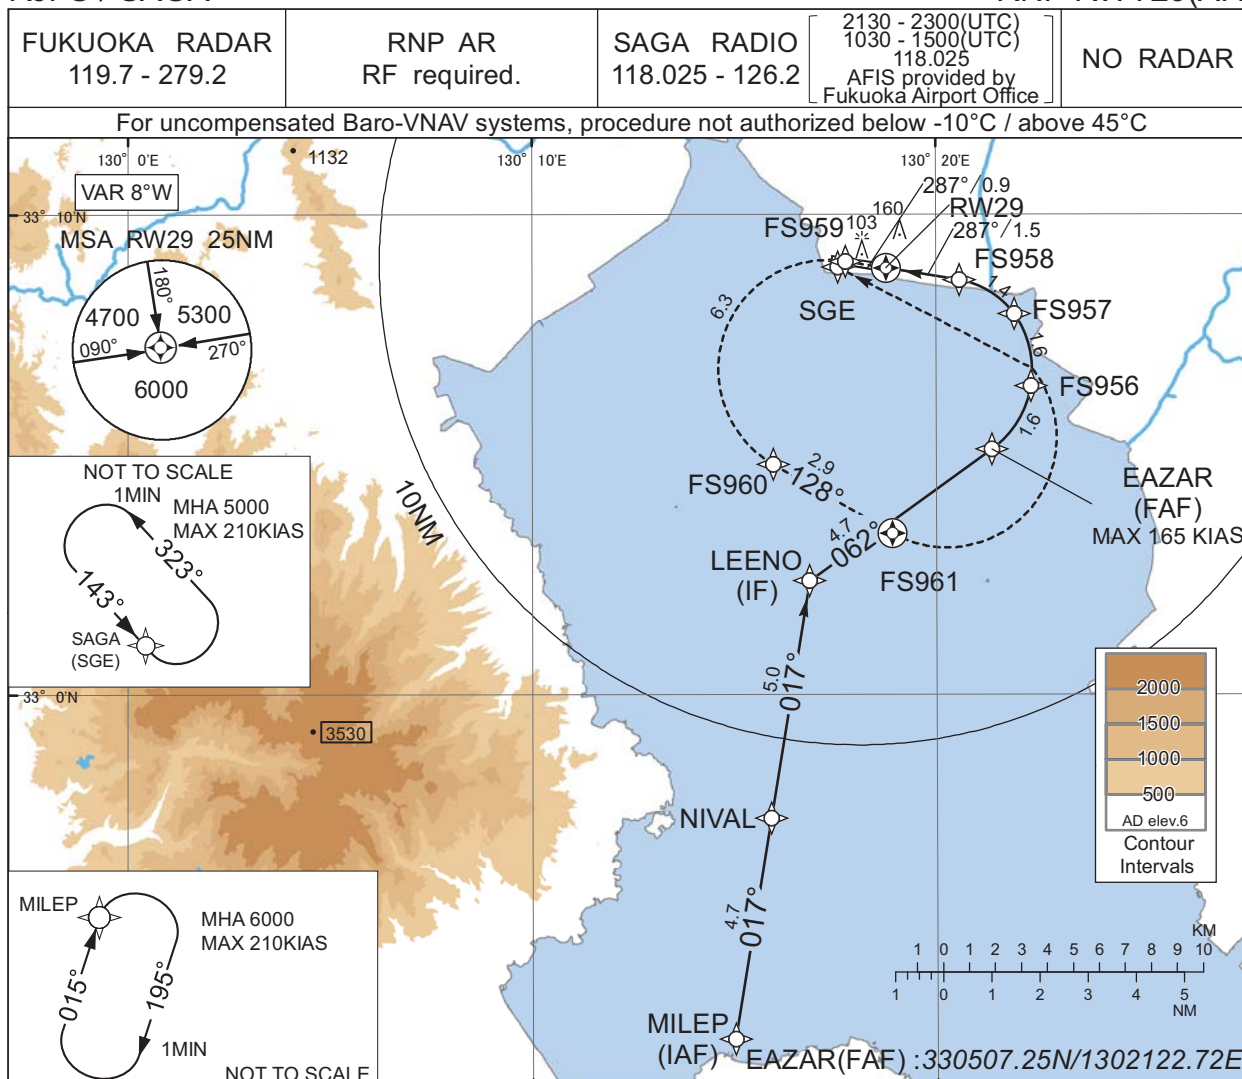 FUKUOKA RADAR
119.7 - 279.2
RNP AR
RF required.
SAGA RADIO
118.025 - 126.2
2130 - 2300(UTC)
1030 - 1500(UTC)
118.025
AFIS provided by
Fukuoka Airport Office
NO RADAR
For uncompensated Baro-VNAV systems, procedure not authorized below -10°C / above 45°C
130° 0'E
130° 10'E
130° 20'E
1132
VAR 8°W
33° 10'N
MSA RW29 25NM
180°
4700
5300
090°
270°
6000
287°/0.9
RW29
287°/1.5
160
103
FS959
FS958
SGE
1.4
FS957
1.6
FS956
6.3
1.6
EAZAR
(FAF)
MAX 165 KIAS
FS960
2.9
128°
4.7
062°
FS961
LEENO
(IF)
10NM
NOT TO SCALE
1MIN
MHA 5000
MAX 210KIAS
323°
143°
SAGA
(SGE)
33° 0'N
3530
5.0
017°
NIVAL
4.7
017°
2000
1500
1000
500
AD elev.6
Contour
Intervals
MILEP
MHA 6000
MAX 210KIAS
015°
195°
1MIN
NOT TO SCALE
KM
1 0 1 2 3 4 5 6 7 8 9 10
1 0 1 2 3 4 5
NM
MILEP
(IAF)
EAZAR(FAF) :330507.25N/1302122.72E